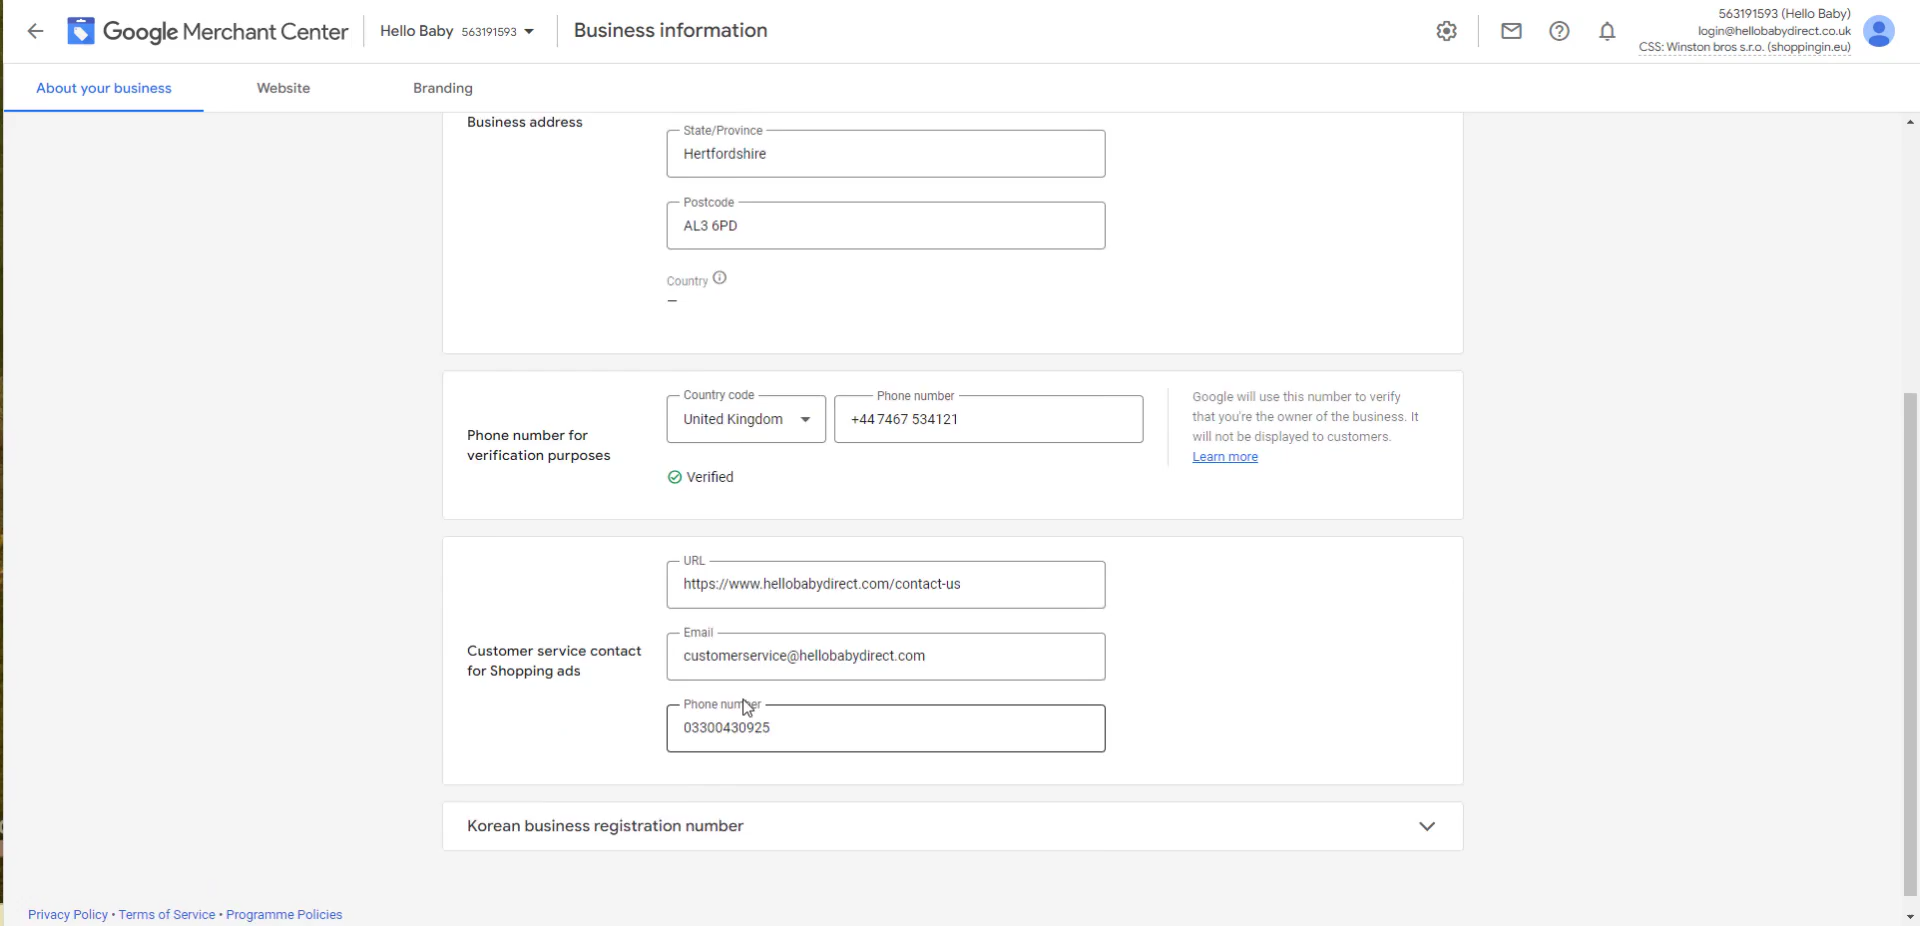 Google Merchant Center
Hello Baby 563191593
Business information
563191593 (Hello Baby)
login@hellobabydirect.co.uk
CSS: Winston bros s.r.o. (shoppingin.eu)
About your business
Website
Branding
Business address
State/Province
Hertfordshire
Postcode
AL3 6PD
Country
–
Phone number for
verification purposes
Country code
United Kingdom
Phone number
+44 7467 534121
Verified
Google will use this number to verify
that you're the owner of the business. It
will not be displayed to customers.
Learn more
Customer service contact
for Shopping ads
URL
https://www.hellobabydirect.com/contact-us
Email
customerservice@hellobabydirect.com
Phone number
03300430925
Korean business registration number
Privacy Policy • Terms of Service • Programme Policies